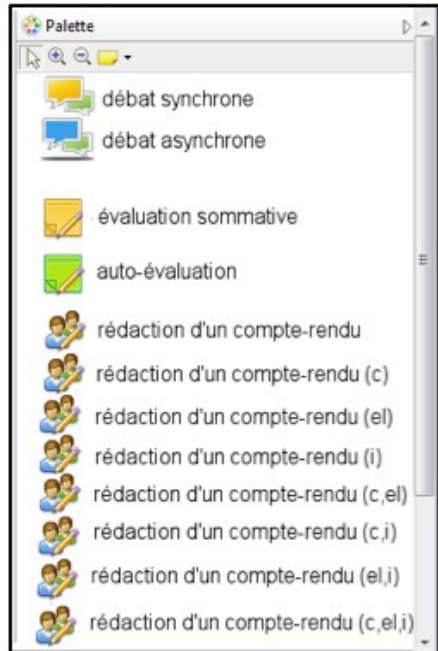 Palette
débat synchrone
débat asynchrone
évaluation sommative
auto-évaluation
rédaction d'un compte-rendu
rédaction d'un compte-rendu (c)
rédaction d'un compte-rendu (el)
rédaction d'un compte-rendu (i)
rédaction d'un compte-rendu (c,el)
rédaction d'un compte-rendu (c,i)
rédaction d'un compte-rendu (el,i)
rédaction d'un compte-rendu (c,el,i)